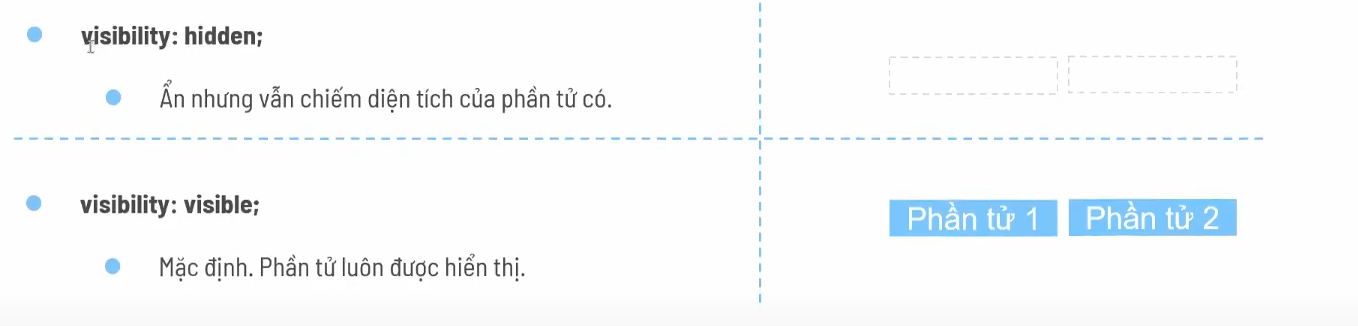 visibility: hidden;
Ẩn nhưng vẫn chiếm diện tích của phần tử có.
visibility: visible;
Phần tử 1 Phần tử 2
Mặc định. Phần tử luôn được hiển thị.